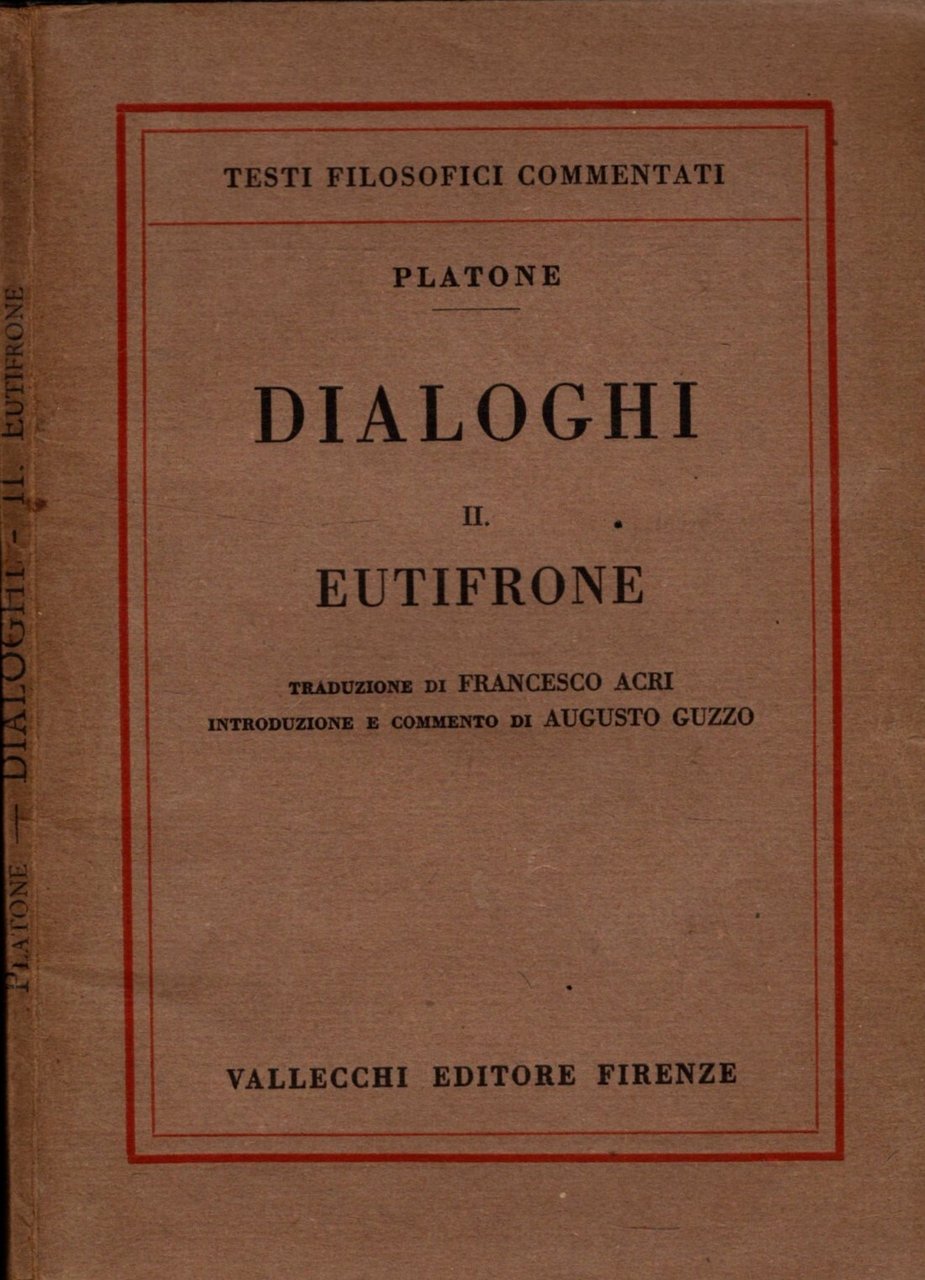 TESTI FILOSOFICI COMMENTATI
PLATONE
DIALOGHI
II.
EUTIFRONE
TRADUZIONE DI FRANCESCO ACRI
INTRODUZIONE E COMMENTO DI AUGUSTO GUZZO
VALLECCHI EDITORE FIRENZE
PLATONE — DIALOGHI - II. EUTIFRONE